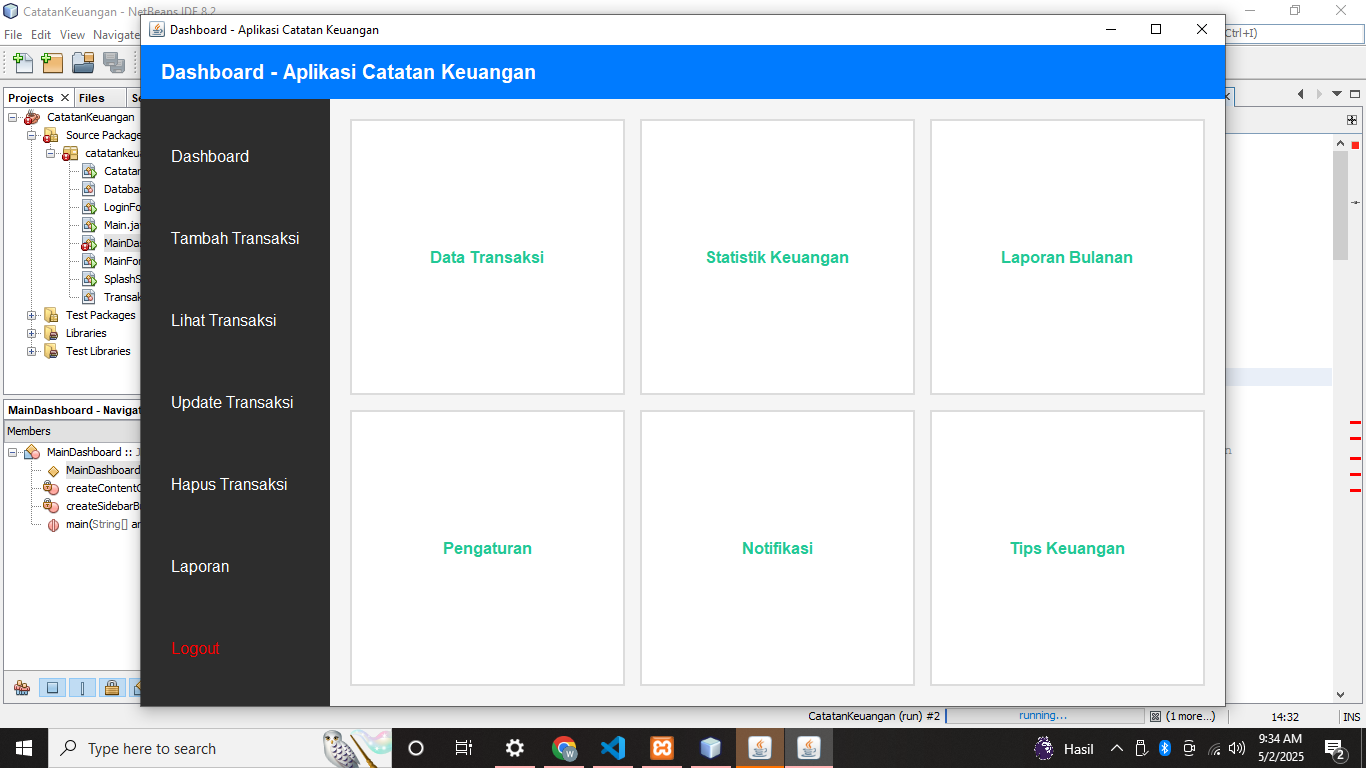 CatatanKeuangan - NetBeans IDE 8.2
File Edit View Navigate
Ctrl+I)
Dashboard - Aplikasi Catatan Keuangan
Dashboard - Aplikasi Catatan Keuangan
Projects
Files
CatatanKeuangan
Source Package
catatankeu
Catatan
Databas
LoginFo
Main.ja
MainDas
MainFor
SplashS
Transak
Test Packages
Libraries
Test Libraries
MainDashboard - Navigat
Members
MainDashboard :: J
MainDashboard
createContentC
createSidebarB
main(String[] ar
Dashboard
Tambah Transaksi
Lihat Transaksi
Update Transaksi
Hapus Transaksi
Laporan
Logout
Data Transaksi
Statistik Keuangan
Laporan Bulanan
Pengaturan
Notifikasi
Tips Keuangan
CatatanKeuangan (run) #2
running...
(1 more...)
14:32
INS
Type here to search
Hasil
9:34 AM
5/2/2025
2